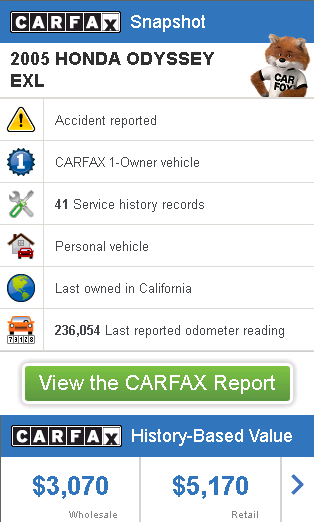 CARFAX Snapshot
2005 HONDA ODYSSEY
EXL
CAR
FOX
Accident reported
1
CARFAX 1-Owner vehicle
41 Service history records
Personal vehicle
Last owned in California
73128
236,054 Last reported odometer reading
View the CARFAX Report
CARFAX History-Based Value
$3,070 $5,170
Wholesale Retail